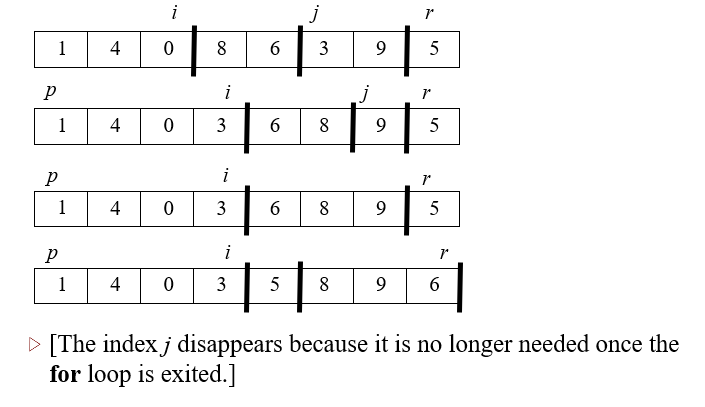 i j r
1 4 0 8 6 3 9 5
p i j r
1 4 0 3 6 8 9 5
p i r
1 4 0 3 6 8 9 5
p i r
1 4 0 3 5 8 9 6
[The index j disappears because it is no longer needed once the
for loop is exited.]